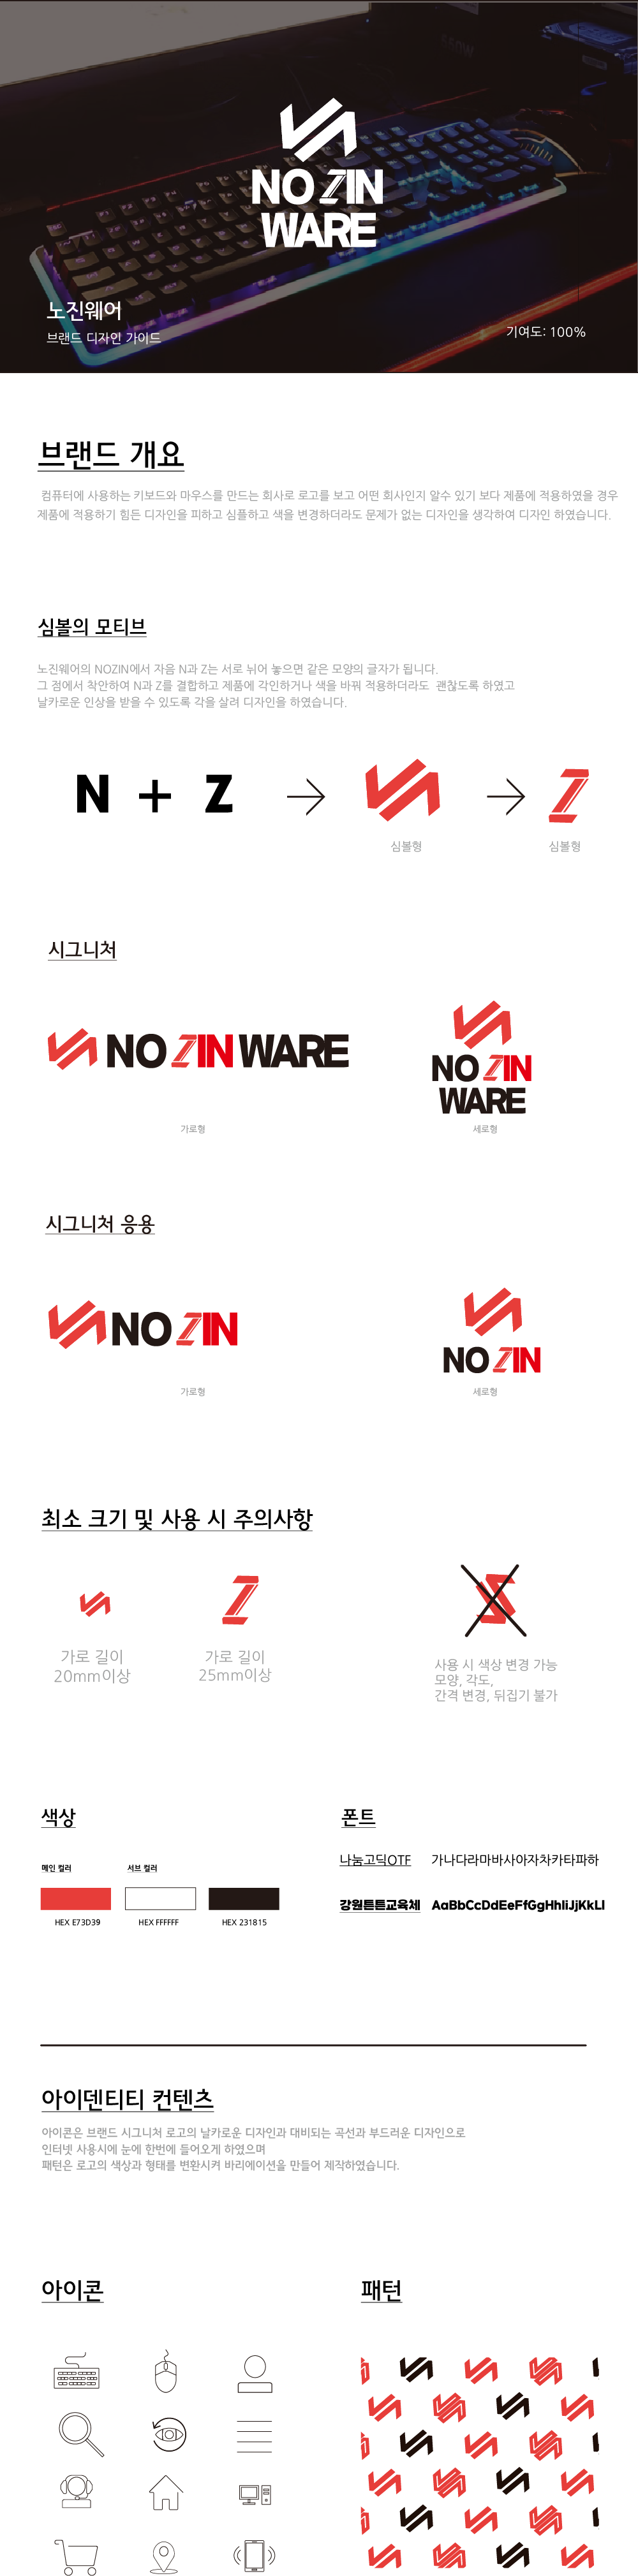 NO ZIN
WARE
노진웨어
브랜드 디자인 가이드
기여도: 100%
브랜드 개요
컴퓨터에 사용하는 키보드와 마우스를 만드는 회사로 로고를 보고 어떤 회사인지 알수 있기 보다 제품에 적용하였을 경우
제품에 적용하기 힘든 디자인을 피하고 심플하고 색을 변경하더라도 문제가 없는 디자인을 생각하여 디자인 하였습니다.
심볼의 모티브
노진웨어의 NOZIN에서 자음 N과 Z는 서로 뉘어 놓으면 같은 모양의 글자가 됩니다.
그 점에서 착안하여 N과 Z를 결합하고 제품에 각인하거나 색을 바꿔 적용하더라도 괜찮도록 하였고
날카로운 인상을 받을 수 있도록 각을 살려 디자인을 하였습니다.
N + Z
심볼형
심볼형
시그니처
NO ZIN WARE
NO ZIN
WARE
가로형
세로형
시그니처 응용
NO ZIN
NO ZIN
가로형
세로형
최소 크기 및 사용 시 주의사항
가로 길이
20mm이상
가로 길이
25mm이상
사용 시 색상 변경 가능
모양, 각도,
간격 변경, 뒤집기 불가
색상
폰트
메인 컬러
서브 컬러
HEX E73D39
HEX FFFFFF
HEX 231815
나눔고딕OTF 가나다라마바사아자차카타파하
강원튼튼교육체 AaBbCcDdEeFfGgHhIiJjKkLl
아이덴티티 컨텐츠
아이콘은 브랜드 시그니처 로고의 날카로운 디자인과 대비되는 곡선과 부드러운 디자인으로
인터넷 사용시에 눈에 한번에 들어오게 하였으며
패턴은 로고의 색상과 형태를 변환시켜 바리에이션을 만들어 제작하였습니다.
아이콘
패턴